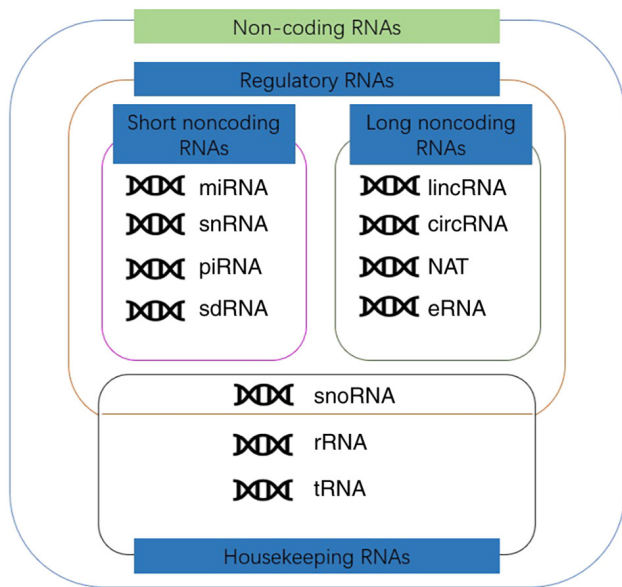 Non-coding RNAs
Regulatory RNAs
Short noncoding
RNAs
miRNA
snRNA
piRNA
sdRNA
Long noncoding
RNAs
lincRNA
circRNA
NAT
eRNA
snoRNA
rRNA
tRNA
Housekeeping RNAs